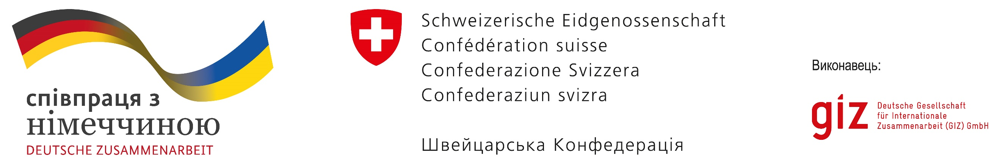 співпраця з
німеччиною
DEUTSCHE ZUSAMMENARBEIT
Schweizerische Eidgenossenschaft
Confédération suisse
Confederazione Svizzera
Confederaziun svizra
Швейцарська Конфедерація
Виконавець:
giz
Deutsche Gesellschaft
für Internationale
Zusammenarbeit (GIZ) GmbH